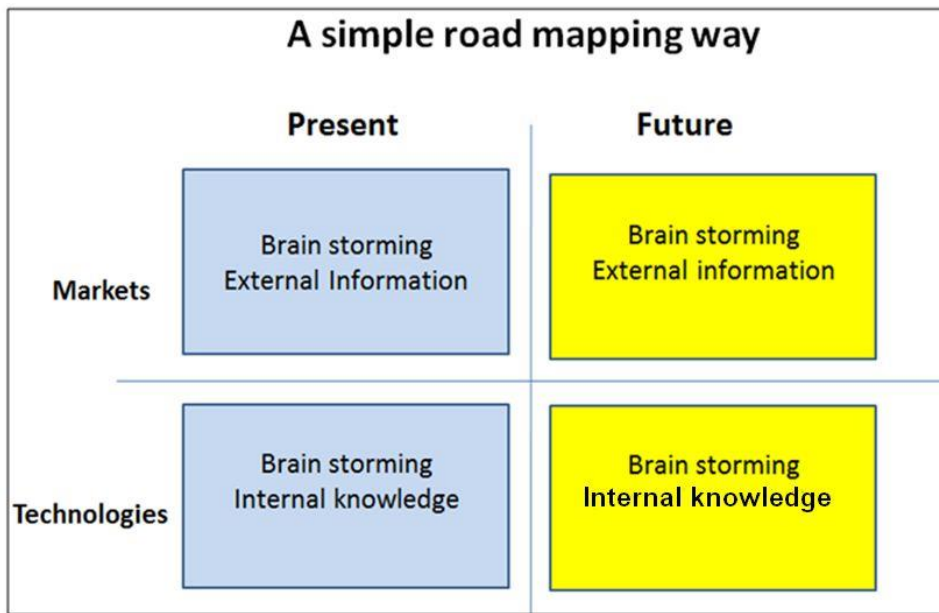 A simple road mapping way
Present
Future
Markets
Brain storming
External Information
Brain storming
External information
Technologies
Brain storming
Internal knowledge
Brain storming
Internal knowledge